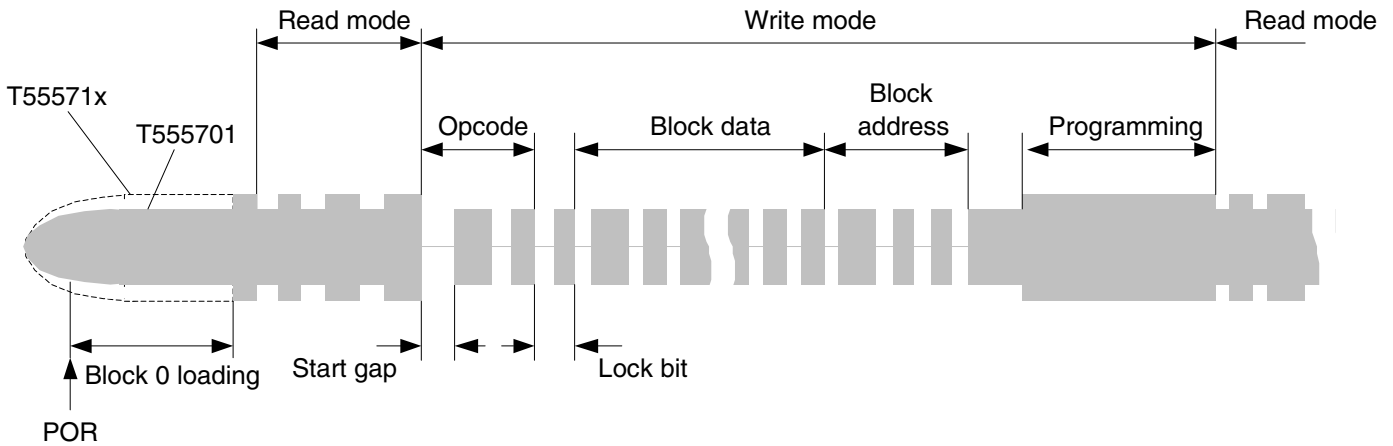 Read mode
Write mode
Read mode
T55571x
T555701
Opcode
Block data
Block
address
Programming
Block 0 loading
Start gap
Lock bit
POR